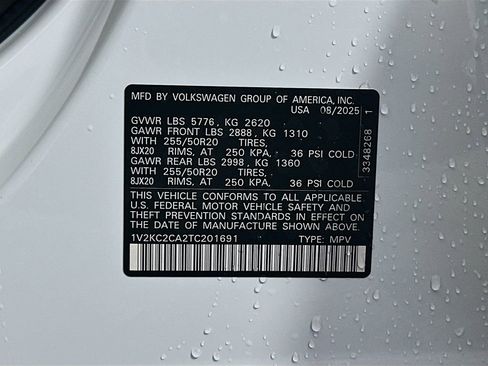 MFD BY VOLKSWAGEN GROUP OF AMERICA, INC.
USA 08/2025
GVWR LBS 5776, KG 2620
GAWR FRONT LBS 2888, KG 1310
WITH 255/50R20 TIRES,
8JX20 RIMS, AT 250 KPA, 36 PSI COLD
GAWR REAR LBS 2998, KG 1360
WITH 255/50R20 TIRES,
8JX20 RIMS, AT 250 KPA, 36 PSI COLD
THIS VEHICLE CONFORMS TO ALL APPLICABLE
U.S. FEDERAL MOTOR VEHICLE SAFETY AND
THEFT PREVENTION STANDARDS IN EFFECT ON
THE DATE OF MANUFACTURE SHOWN ABOVE.
1V2KC2CA2TC201691 TYPE: MPV
3348268 1